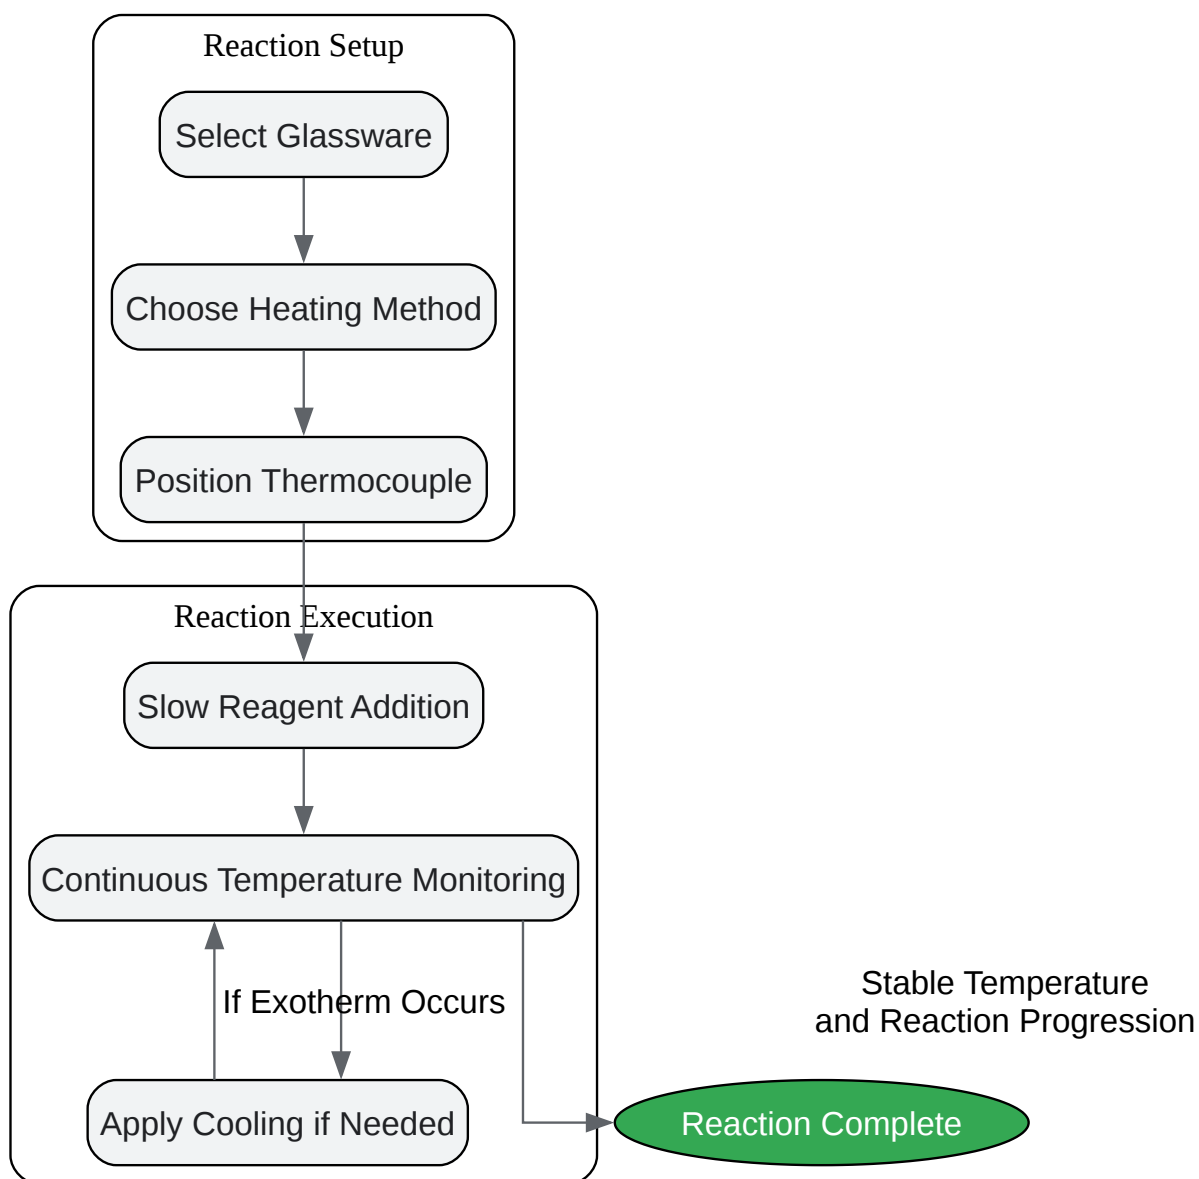 Reaction Setup
Select Glassware
Choose Heating Method
Position Thermocouple
Reaction Execution
Slow Reagent Addition
Continuous Temperature Monitoring
If Exotherm Occurs
Stable Temperature
and Reaction Progression
Apply Cooling if Needed
Reaction Complete